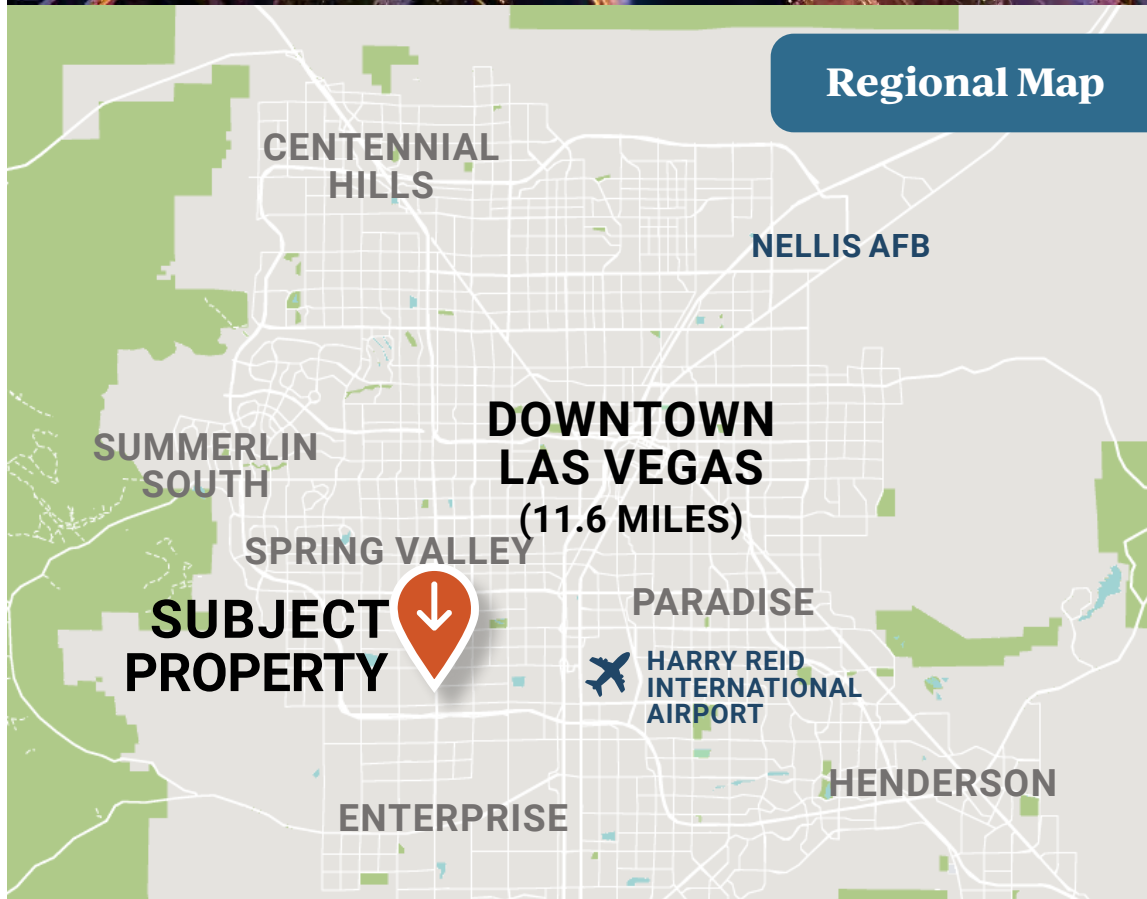 Regional Map
CENTENNIAL
HILLS
NELLIS AFB
DOWNTOWN
LAS VEGAS
(11.6 MILES)
SUMMERLIN
SOUTH
SPRING VALLEY
SUBJECT
PROPERTY
PARADISE
HARRY REID
INTERNATIONAL
AIRPORT
HENDERSON
ENTERPRISE